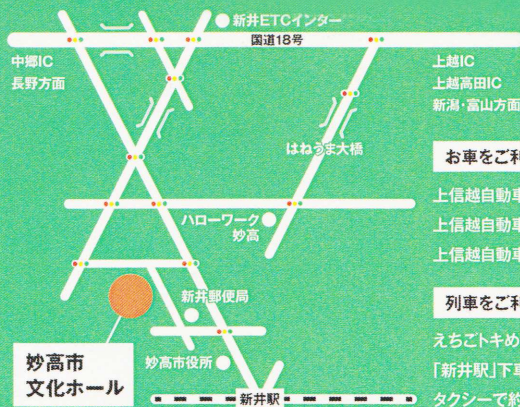 新井ETCインター
国道18号
中郷IC
長野方面
上越IC
上越高田IC
新潟・富山方面
はねうま大橋
お車をご利
上信越自動車
上信越自動車
上信越自動車
ハローワーク
妙高
新井郵便局
列車をご利
えちごトキめ
「新井駅」下車
タクシーで約
妙高市
文化ホール
妙高市役所
新井駅